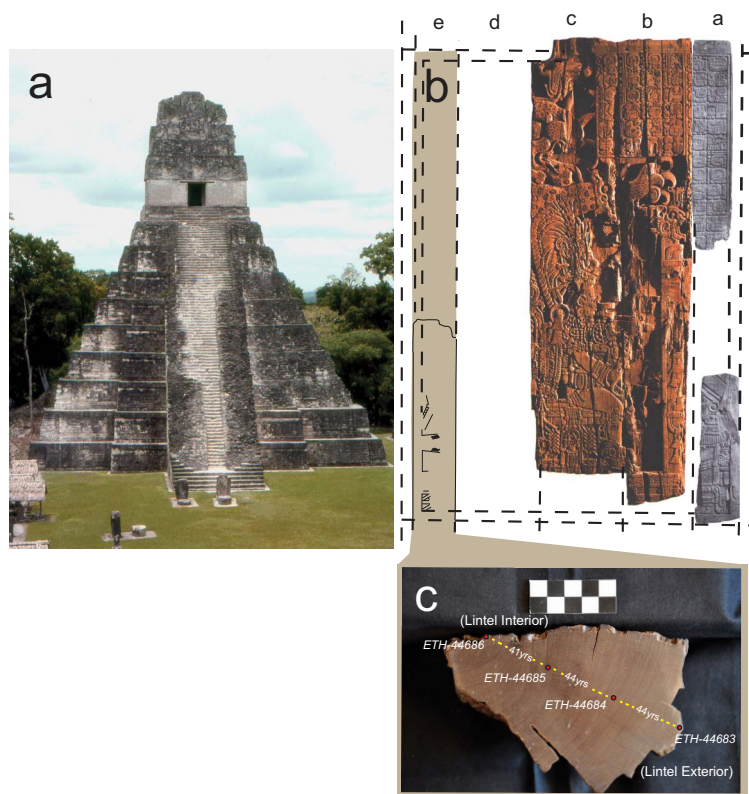 a
e d c b a
b
c
(Lintel Interior)
ETH-44686
41yrs
ETH-44685
44yrs
ETH-44684
44yrs
ETH-44683
(Lintel Exterior)